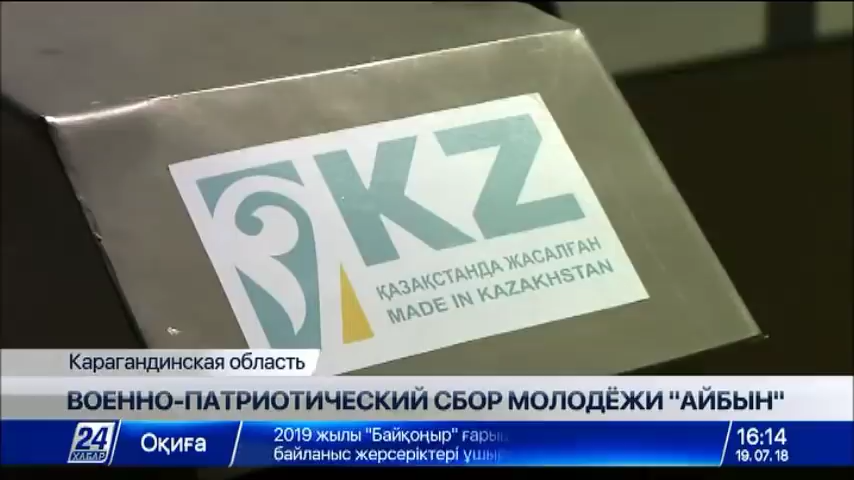 KZ
ҚАЗАҚСТАНДА ЖАСАЛҒАН
MADE IN KAZAKHSTAN
Карагандинская область
ВОЕННО-ПАТРИОТИЧЕСКИЙ СБОР МОЛОДЁЖИ "АЙБЫН"
24
ХАБАР
Оқиға
2019 жылы "Байқоңыр"
байланыс жерсеріктері
16:14
19.07.18